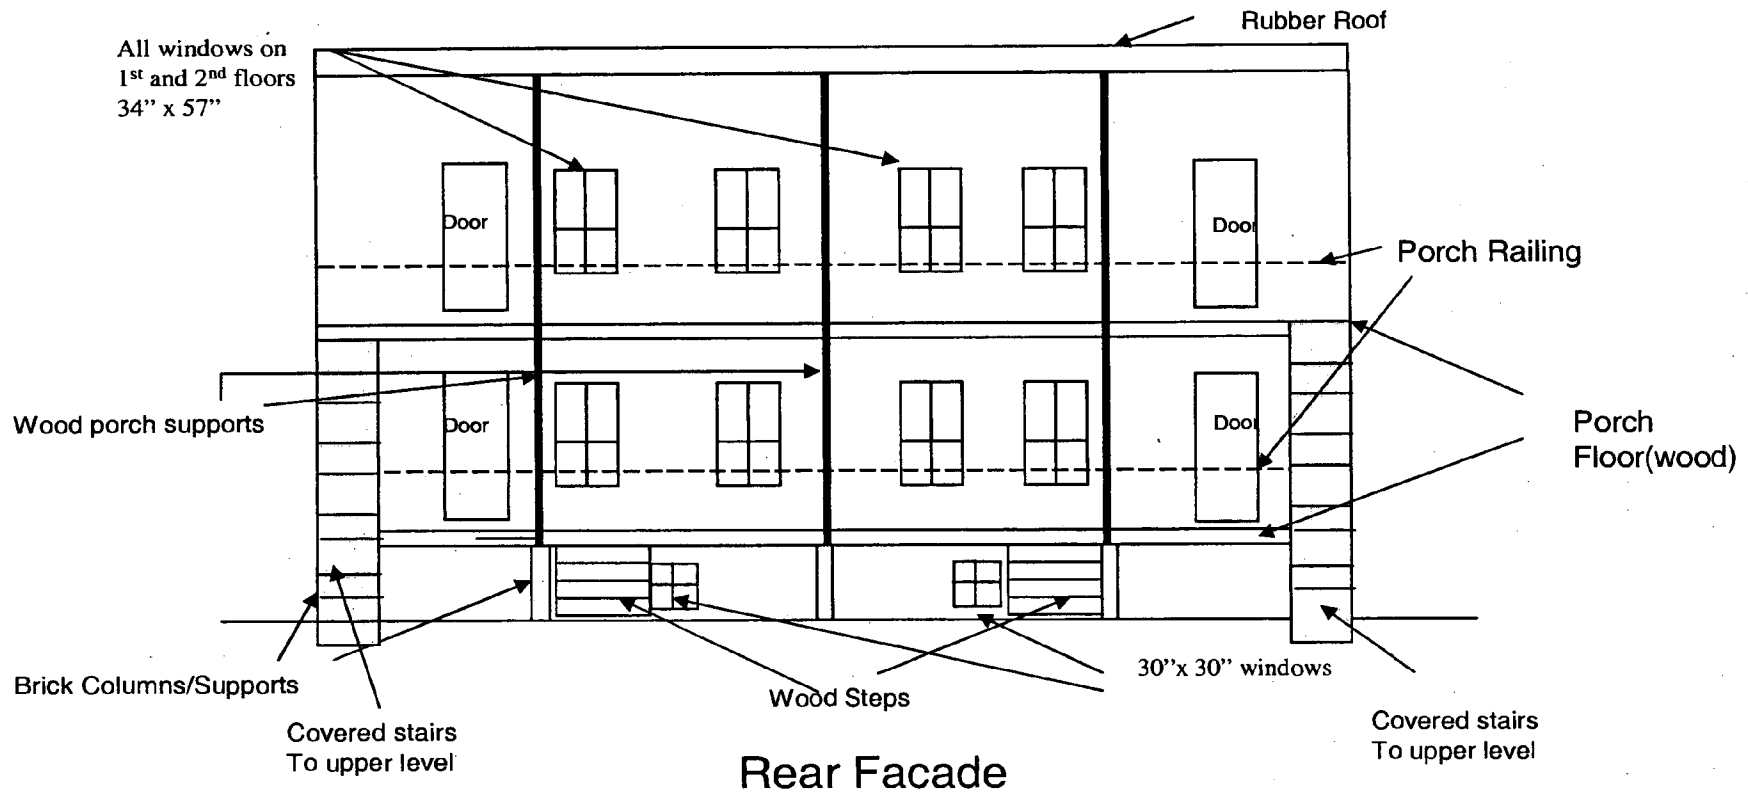 Rubber Roof
All windows on
1st and 2nd floors
34” x 57”
Door
Door
Porch Railing
Wood porch supports
Door
Door
Porch
Floor(wood)
Brick Columns/Supports
Wood Steps
30”x 30” windows
Covered stairs
To upper level
Covered stairs
To upper level
Rear Facade